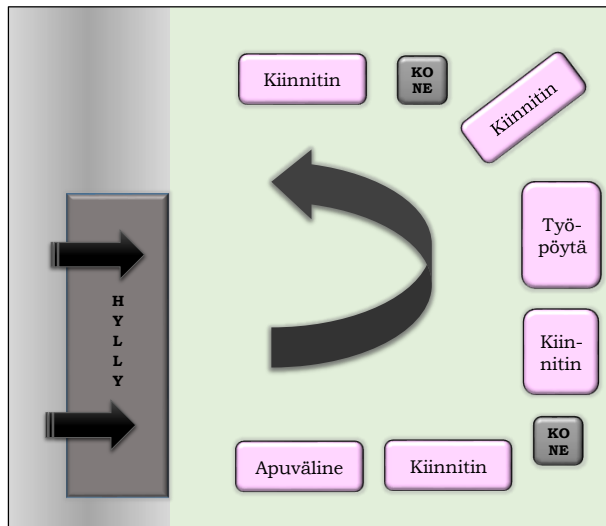 Kiinnitin
KO
NE
Kiinnitin
Työ-
pöytä
H
Y
L
L
Y
Kiin-
nitin
KO
NE
Apuväline
Kiinnitin